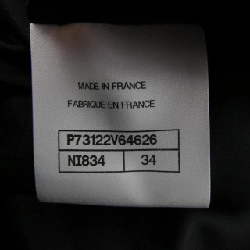 MADE IN FRANCE
FABRIQUE EN FRANCE
P73122V64626
NI834 34